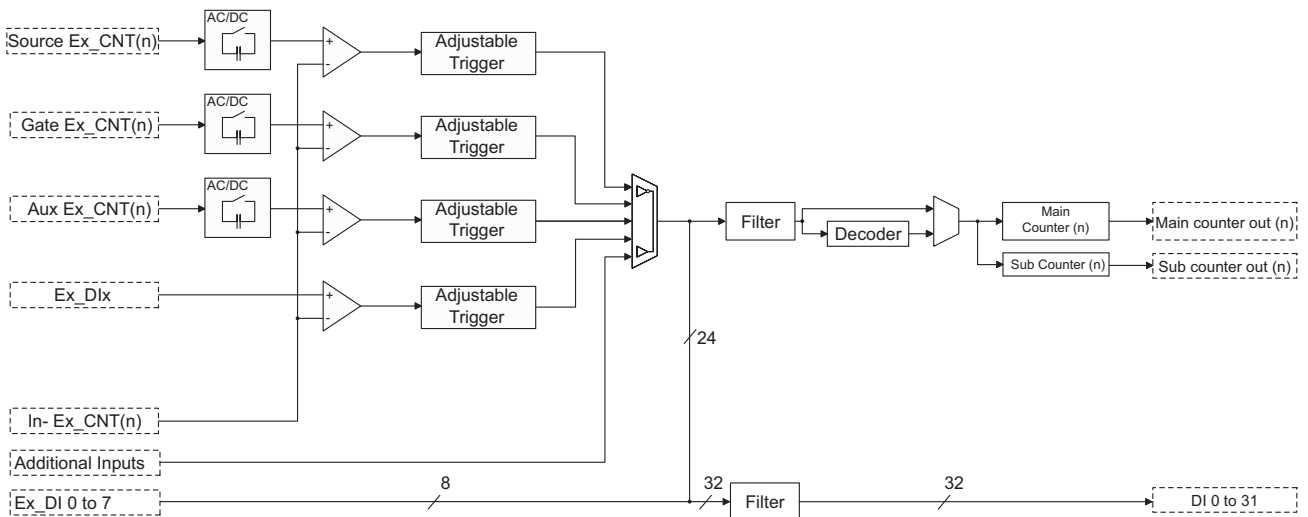 AC/DC
Source Ex_CNT(n)
+
-
Adjustable
Trigger
AC/DC
Gate Ex_CNT(n)
+
-
Adjustable
Trigger
AC/DC
Aux Ex_CNT(n)
+
-
Adjustable
Trigger
Filter
Decoder
Main
Counter (n)
Main counter out (n)
Sub Counter (n)
Sub counter out (n)
Ex_DIx
+
-
Adjustable
Trigger
24
In- Ex_CNT(n)
Additional Inputs
Ex_DI 0 to 7
8
32
Filter
32
DI 0 to 31